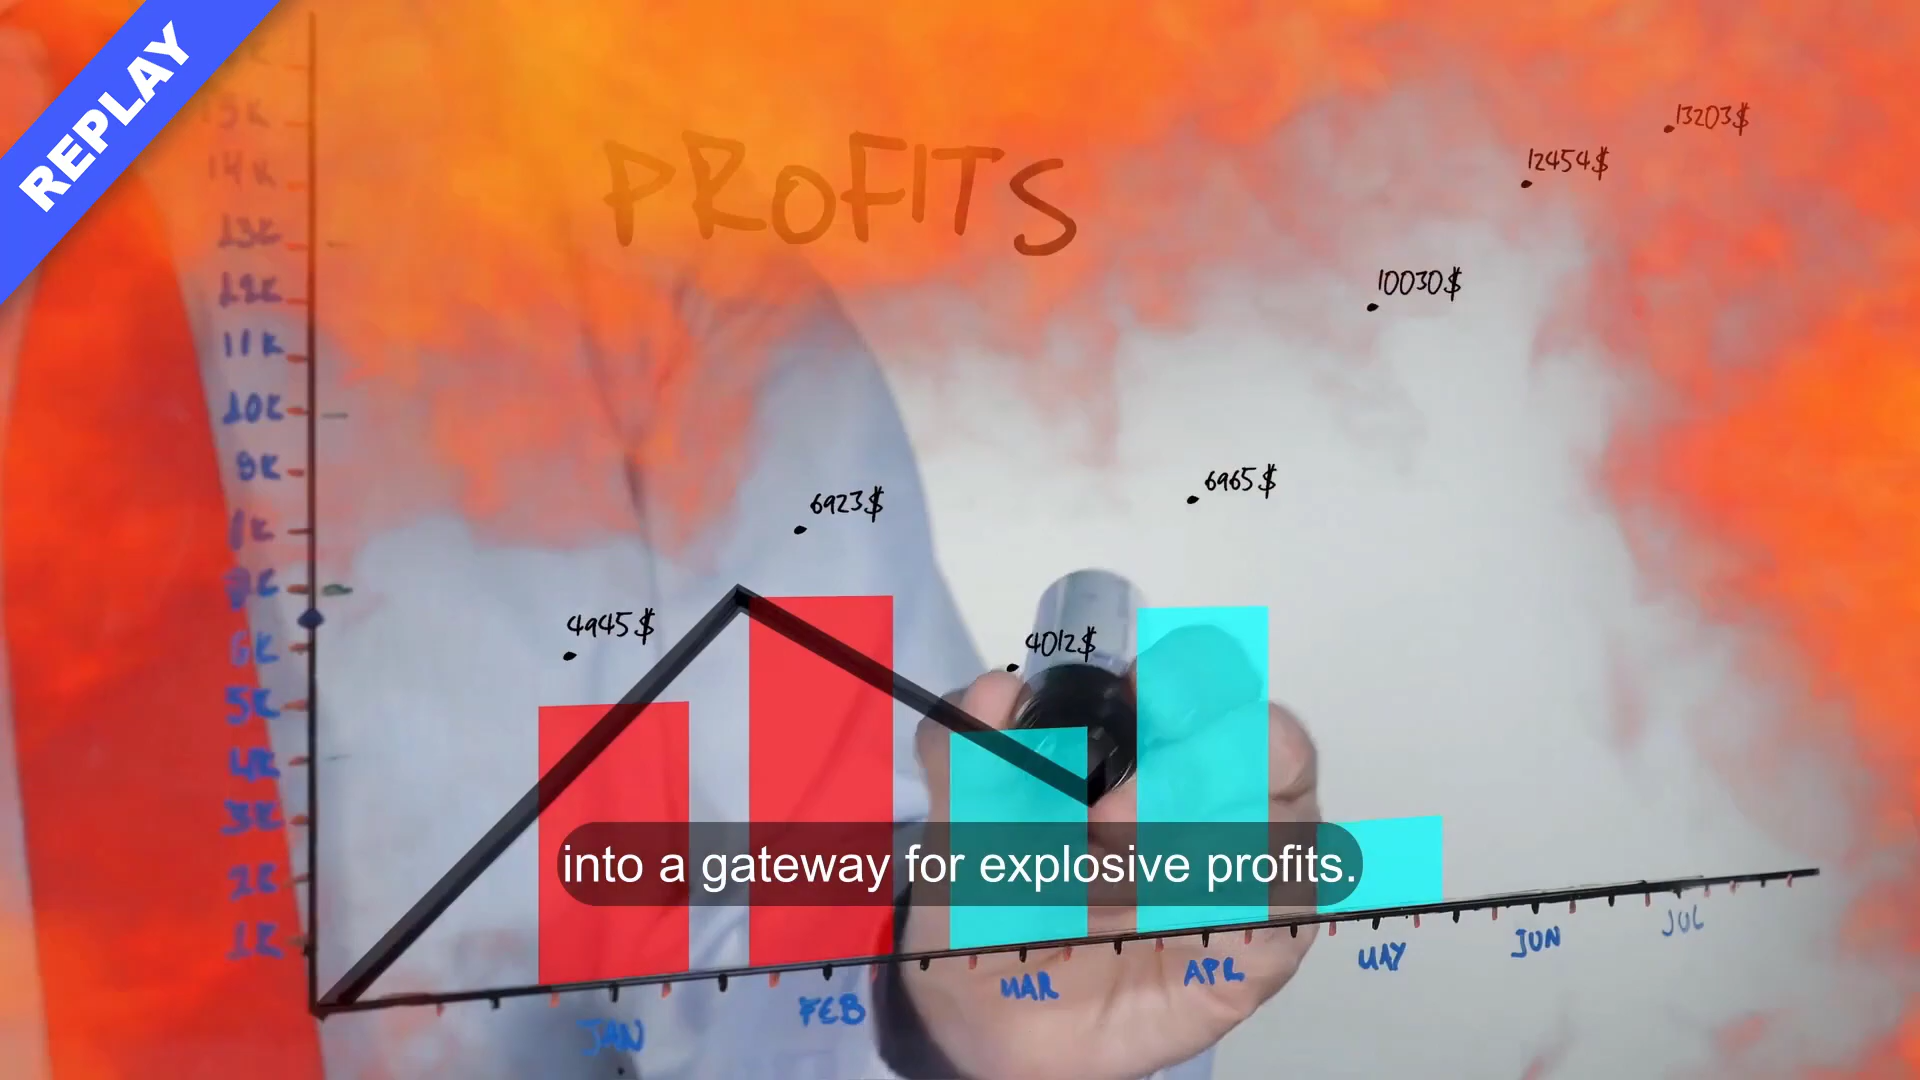 REPLAY
PROFITS
15K
14K
13K
12K
11K
10K
9K
8K
7K
6K
5K
4K
3K
2K
1K
13203$
12454$
10030$
6965$
6923$
4945$
4012$
into a gateway for explosive profits.
JAN
FEB
MAR
APR
MAY
JUN
JUL